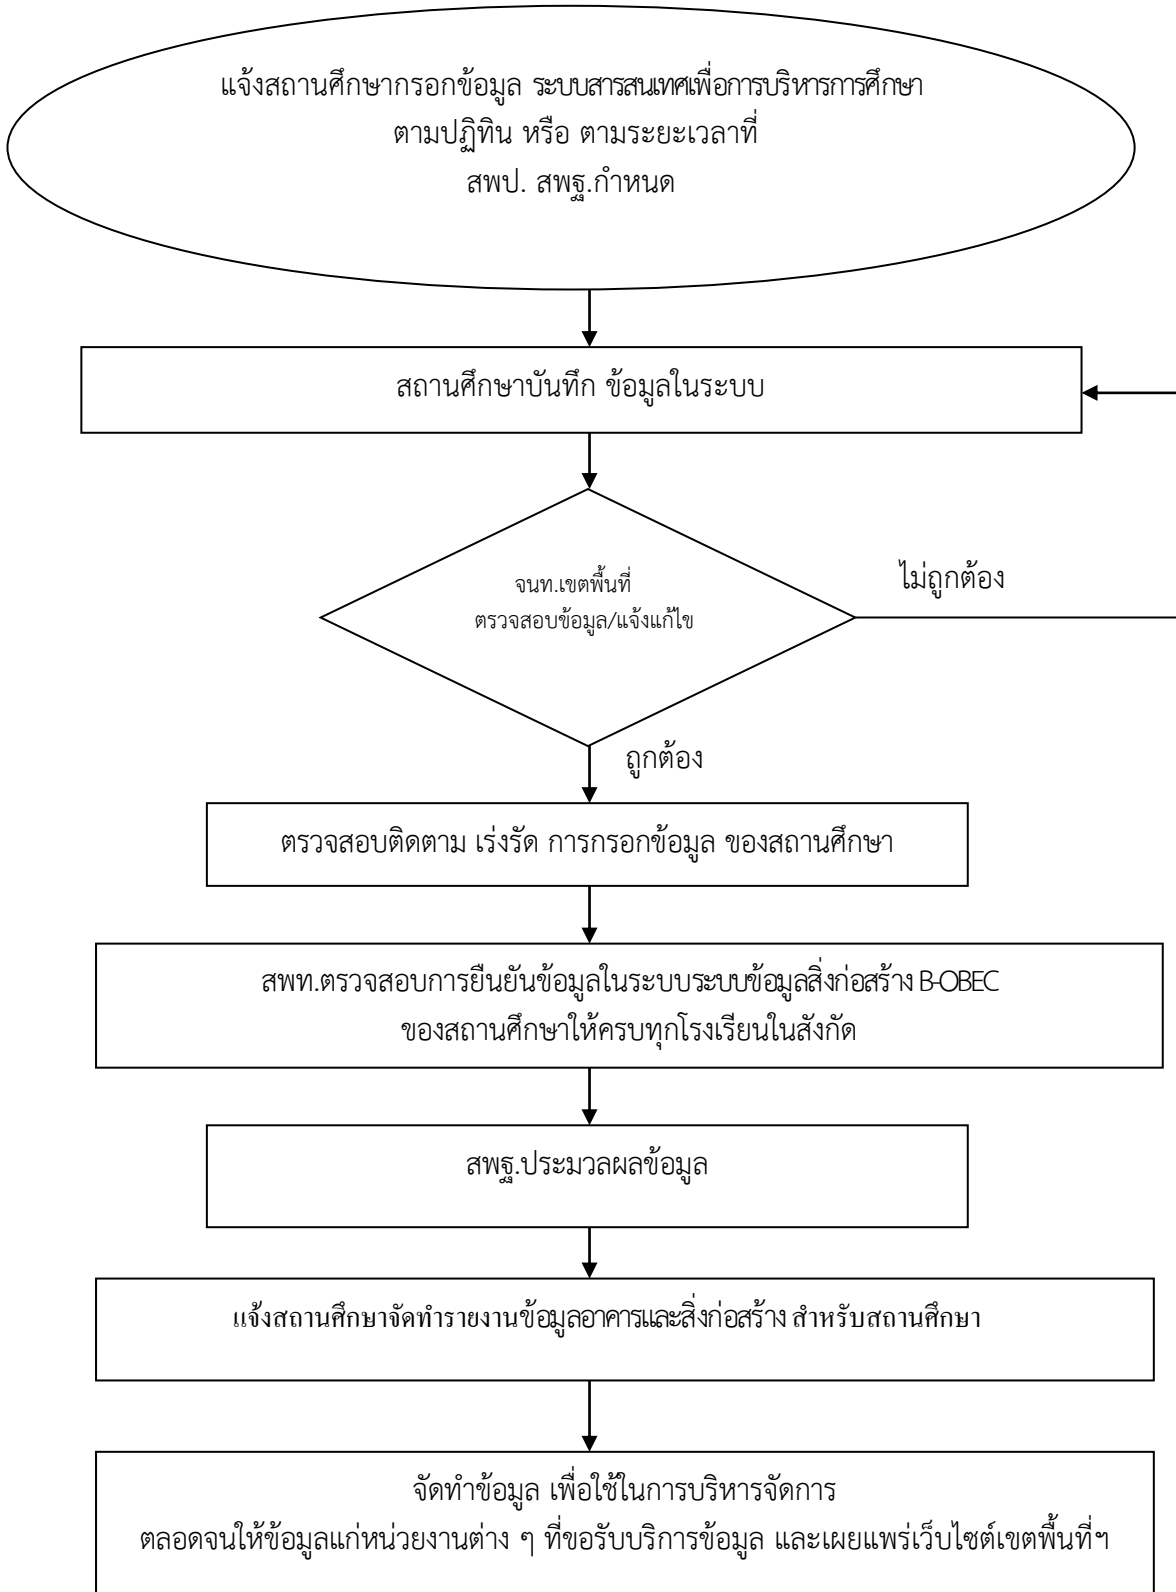 แจ้งสถานศึกษากรอกข้อมูล ระบบสารสนเทศเพื่อการบริหารการศึกษา
ตามปฏิทิน หรือ ตามระยะเวลาที่
สพป. สพฐ.กำหนด
สถานศึกษาบันทึก ข้อมูลในระบบ
จนท.เขตพื้นที่
ตรวจสอบข้อมูล/แจ้งแก้ไข
ไม่ถูกต้อง
ถูกต้อง
ตรวจสอบติดตาม เร่งรัด การกรอกข้อมูล ของสถานศึกษา
สพท.ตรวจสอบการยืนยันข้อมูลในระบบระบบข้อมูลสิ่งก่อสร้าง B-OBEC
ของสถานศึกษาให้ครบทุกโรงเรียนในสังกัด
สพฐ.ประมวลผลข้อมูล
แจ้งสถานศึกษาจัดทำรายงานข้อมูลอาคารและสิ่งก่อสร้าง สำหรับสถานศึกษา
จัดทำข้อมูล เพื่อใช้ในการบริหารจัดการ
ตลอดจนให้ข้อมูลแก่หน่วยงานต่าง ๆ ที่ขอรับบริการข้อมูล และเผยแพร่เว็บไซต์เขตพื้นที่ฯ